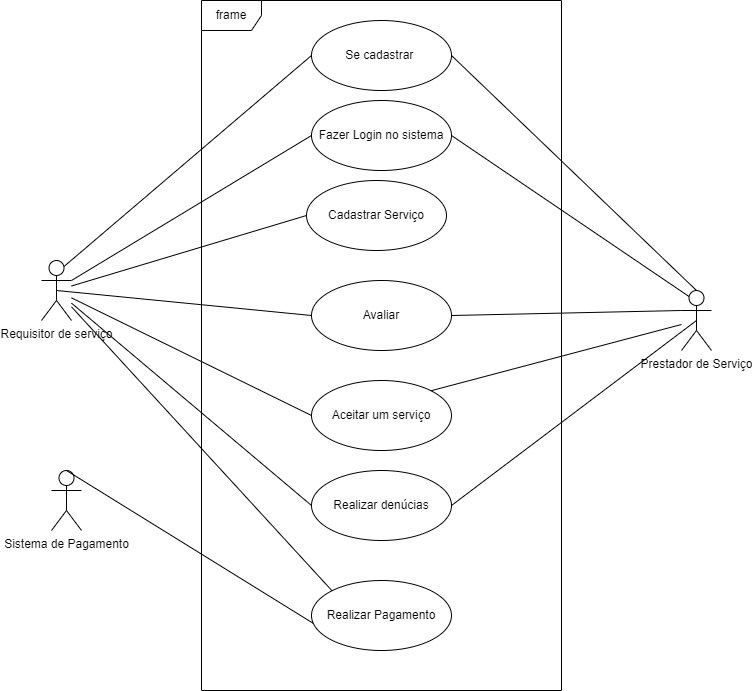 frame
Se cadastrar
Fazer Login no sistema
Cadastrar Serviço
Requisitor de serviço
Avaliar
Prestador de Serviço
Aceitar um serviço
Realizar denúcias
Sistema de Pagamento
Realizar Pagamento